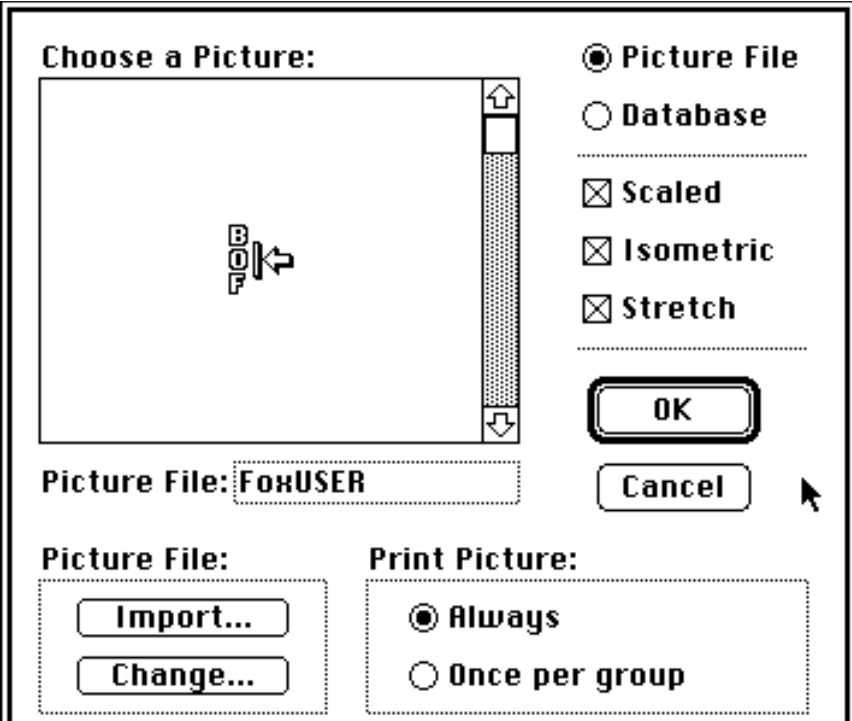 Choose a Picture:
B
O
F
Picture File: FoxUSER
Picture File
Database
Scaled
Isometric
Stretch
OK
Cancel
Picture File:
Import...
Change...
Print Picture:
Always
Once per group